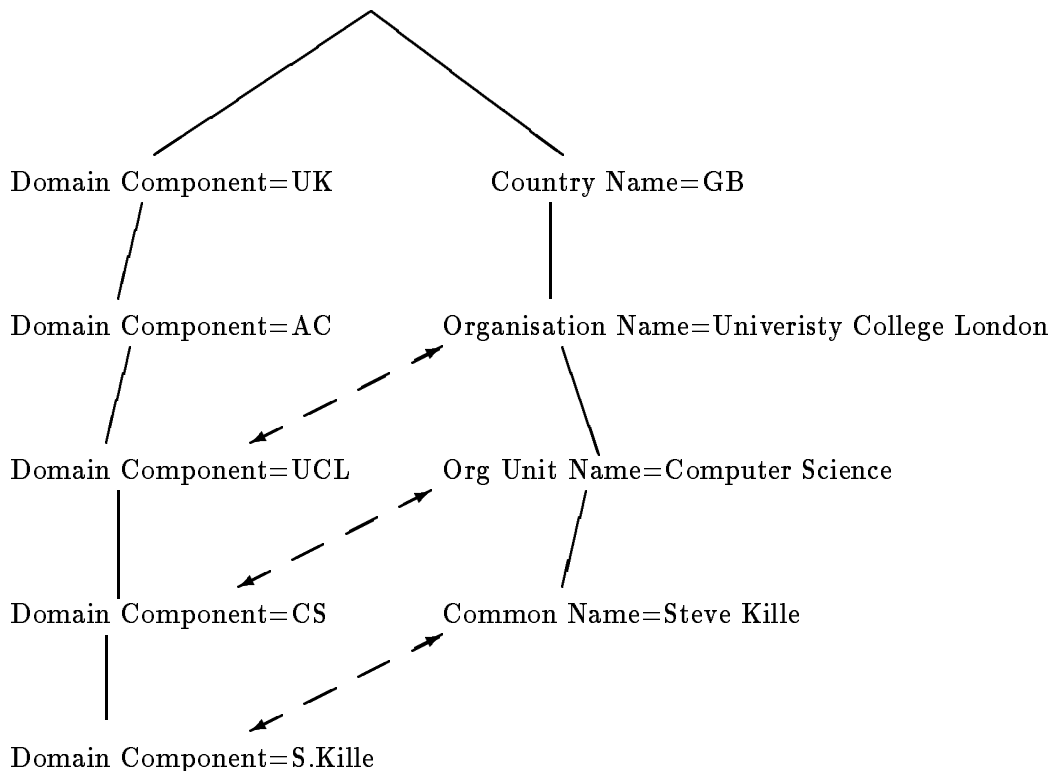 Domain Component=UK
Country Name=GB
Domain Component=AC
Organisation Name=Univeristy College London
Domain Component=UCL
Org Unit Name=Computer Science
Domain Component=CS
Common Name=Steve Kille
Domain Component=S.Kille